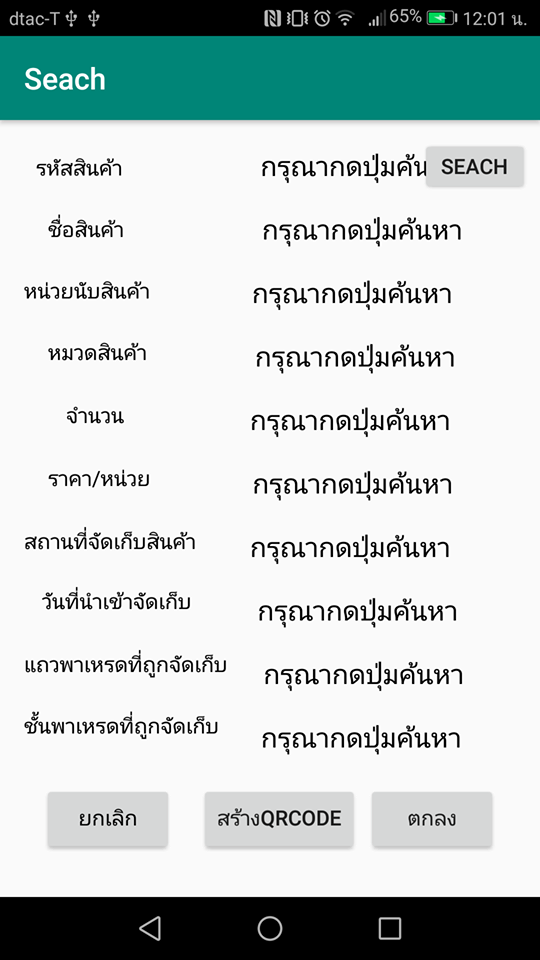 dtac-T 65% 12:01 น.
Seach
รหัสสินค้า กรุณากดปุ่มค้น SEACH
ชื่อสินค้า กรุณากดปุ่มค้นหา
หน่วยนับสินค้า กรุณากดปุ่มค้นหา
หมวดสินค้า กรุณากดปุ่มค้นหา
จำนวน กรุณากดปุ่มค้นหา
ราคา/หน่วย กรุณากดปุ่มค้นหา
สถานที่จัดเก็บสินค้า กรุณากดปุ่มค้นหา
วันที่นำเข้าจัดเก็บ กรุณากดปุ่มค้นหา
แถวพาเหรดที่ถูกจัดเก็บ กรุณากดปุ่มค้นหา
ชั้นพาเหรดที่ถูกจัดเก็บ กรุณากดปุ่มค้นหา
ยกเลิก สร้างQRCODE ตกลง